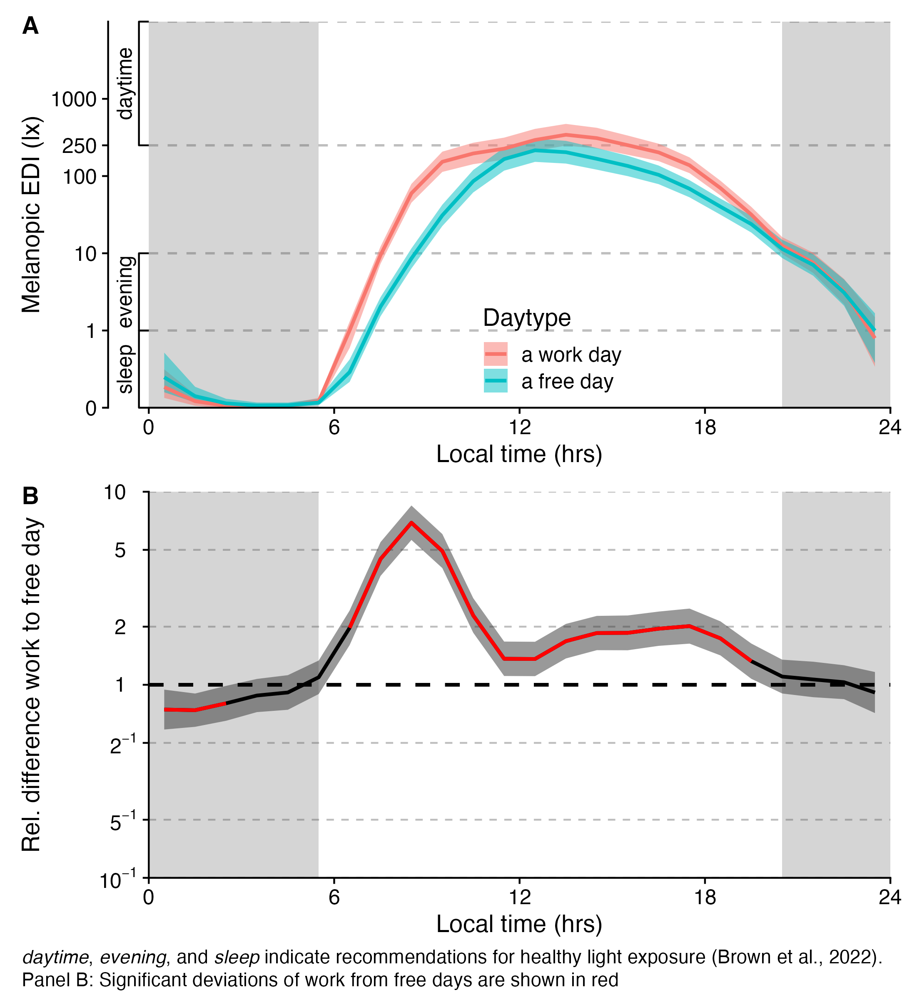 A
Melanopic EDI (lx)
1000
250
100
10
1
0
daytime
evening
sleep
Daytype
a work day
a free day
0 6 12 18 24
Local time (hrs)
B
Rel. difference work to free day
10
5
2
1
2⁻¹
5⁻¹
10⁻¹
0 6 12 18 24
Local time (hrs)
daytime, evening, and sleep indicate recommendations for healthy light exposure (Brown et al., 2022).
Panel B: Significant deviations of work from free days are shown in red